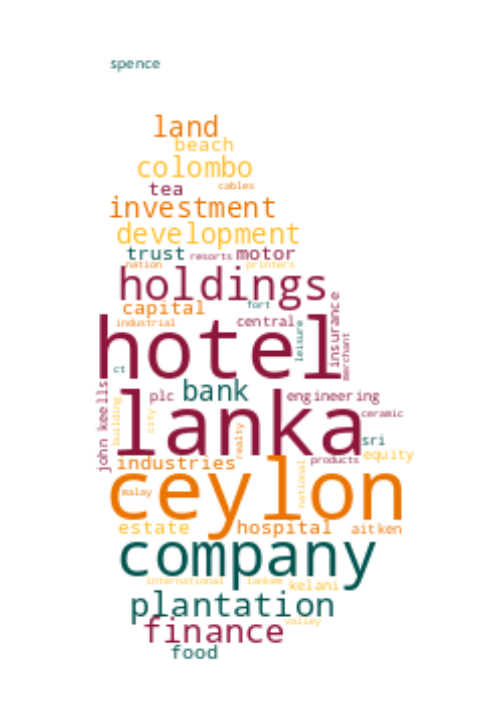 spence
land
beach
colombo
tea cables
investment
development
trust resorts motor
nation printers
holdings
capital fort
industrial central
hotel
leisure
insurance
merchant
ct
plc bank engineering
john keells
building
city
lanka
ceramic
realty
sri
industries products equity
national
malay
ceylon
estate hospital aitken
company
international lankem kelani
plantation
valley
finance
food